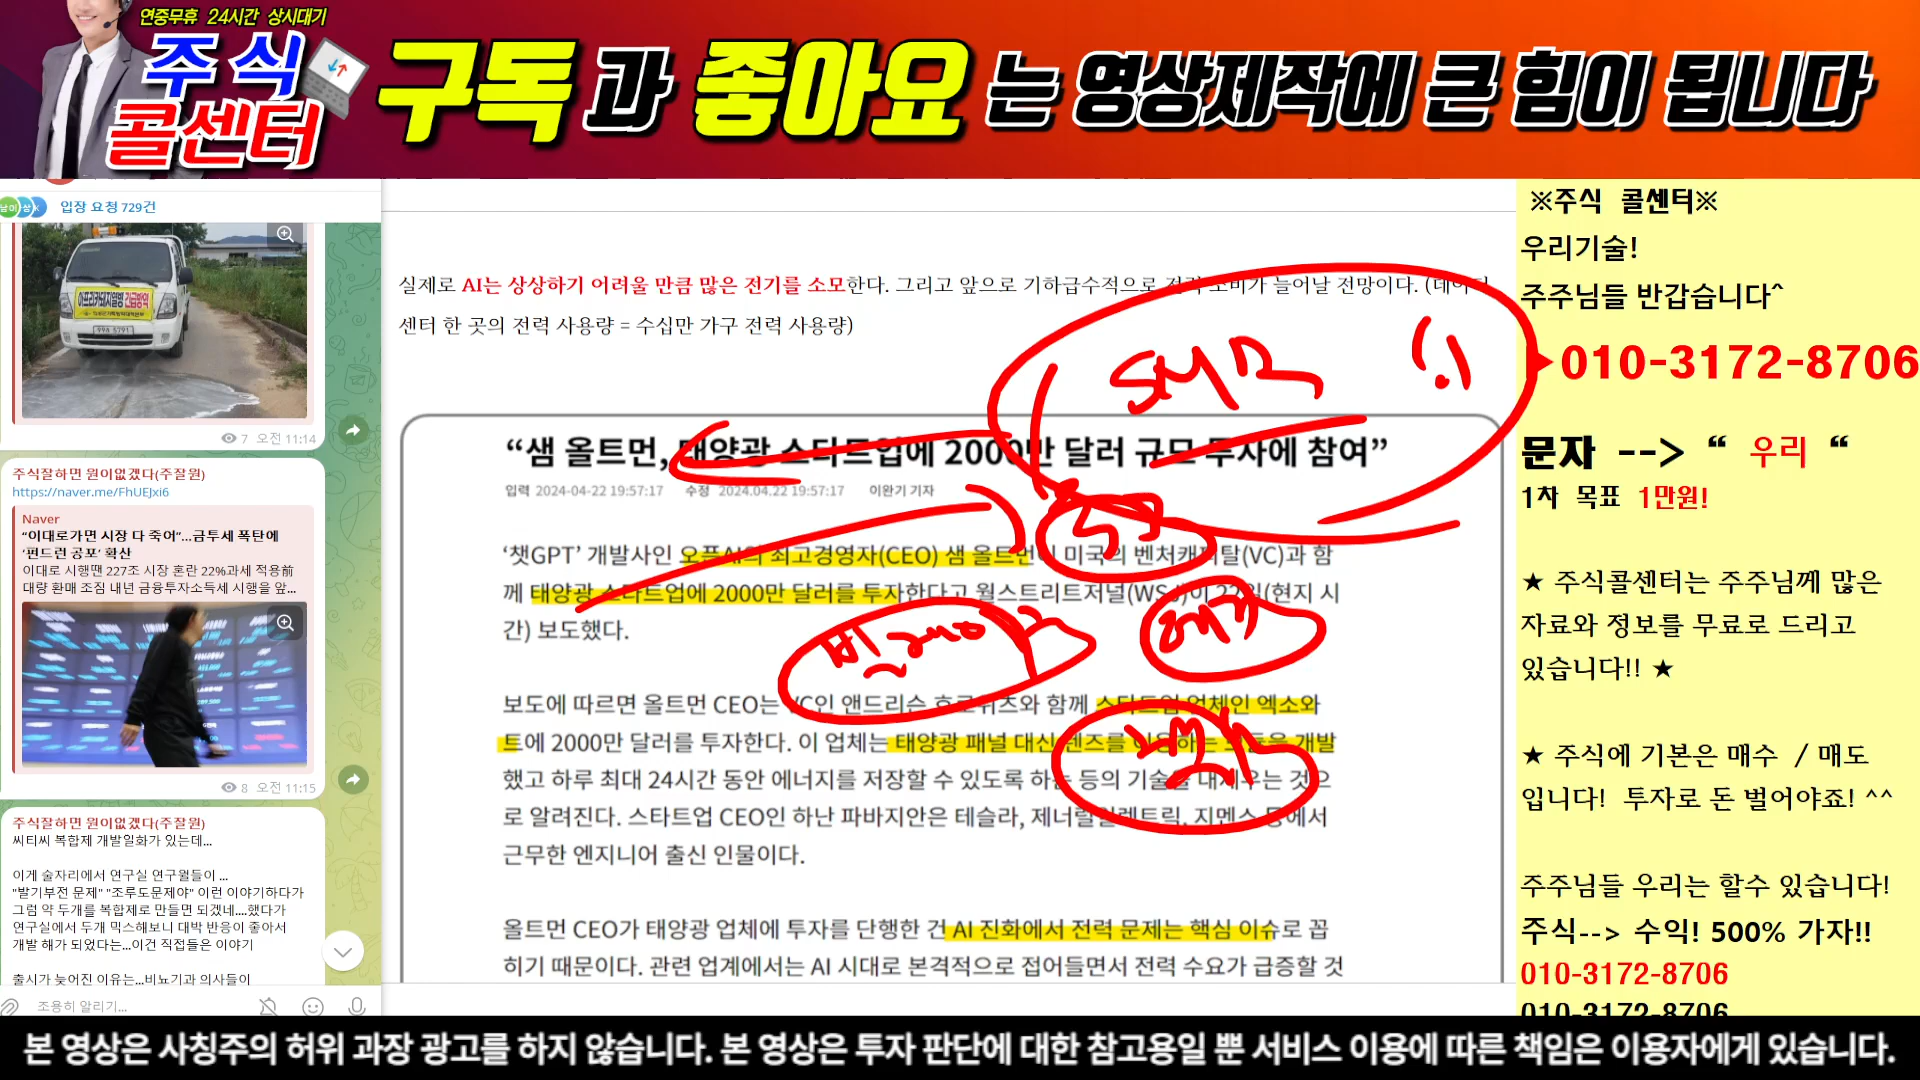 연중무휴 24시간 상시대기
주식
콜센터
구독과 좋아요는 영상제작에 큰 힘이 됩니다
입장 요청 729건
아프리카돼지열병 긴급방역
7 오전 11:14
주식잘하면 원이없겠다(주잘원)
https://naver.me/FhUEJxi6
Naver
“이대로가면 시장 다 죽어”...금투세 폭탄에
‘펀드런 공포’ 확산
이대로 시행땐 227조 시장 혼란 22%과세 적용前
대량 환매 조짐 내년 금융투자소득세 시행을 앞...
8 오전 11:15
주식잘하면 원이없겠다(주잘원)
씨티씨 복합제 개발일화가 있는데...
이게 술자리에서 연구실 연구원들이 ...
"발기부전 문제" "조루도문제야" 이런 이야기하다가
그럼 약 두개를 복합제로 만들면 되겠네....했다가
연구실에서 두개 믹스해보니 대박 반응이 좋아서
개발 해가 되었다는...이건 직접들은 이야기
출시가 늦어진 이유는...비뇨기과 의사들이
조용히 알리기...
실제로 AI는 상상하기 어려울 만큼 많은 전기를 소모한다. 그리고 앞으로 기하급수적으로 전력 소비가 늘어날 전망이다. (데이터
센터 한 곳의 전력 사용량 = 수십만 가구 전력 사용량)
“샘 올트먼, 태양광 스타트업에 2000만 달러 규모 투자에 참여”
입력 2024-04-22 19:57:17 수정 2024.04.22 19:57:17 이완기 기자
‘챗GPT’ 개발사인 오픈AI의 최고경영자(CEO) 샘 올트먼이 미국의 벤처캐피탈(VC)과 함
께 태양광 스타트업에 2000만 달러를 투자한다고 월스트리트저널(WSJ)이 22일(현지 시
간) 보도했다.
보도에 따르면 올트먼 CEO는 VC인 앤드리슨 호로위츠와 함께 스타트업 업체인 엑소와
트에 2000만 달러를 투자한다. 이 업체는 태양광 패널 대신 렌즈를 이용하는 모듈을 개발
했고 하루 최대 24시간 동안 에너지를 저장할 수 있도록 하는 등의 기술을 내세우는 것으
로 알려진다. 스타트업 CEO인 하난 파바지안은 테슬라, 제너럴일렉트릭, 지멘스 등에서
근무한 엔지니어 출신 인물이다.
올트먼 CEO가 태양광 업체에 투자를 단행한 건 AI 진화에서 전력 문제는 핵심 이슈로 꼽
히기 때문이다. 관련 업계에서는 AI 시대로 본격적으로 접어들면서 전력 수요가 급증할 것
SMR
※주식 콜센터※
우리기술!
주주님들 반갑습니다^
010-3172-8706
문자 --> “ 우리 “
1차 목표 1만원!
★ 주식콜센터는 주주님께 많은
자료와 정보를 무료로 드리고
있습니다!! ★
★ 주식에 기본은 매수 / 매도
입니다! 투자로 돈 벌어야죠! ^^
주주님들 우리는 할수 있습니다!
주식--> 수익! 500% 가자!!
010-3172-8706
010-3172-8706
본 영상은 사칭주의 허위 과장 광고를 하지 않습니다. 본 영상은 투자 판단에 대한 참고용일 뿐 서비스 이용에 따른 책임은 이용자에게 있습니다.